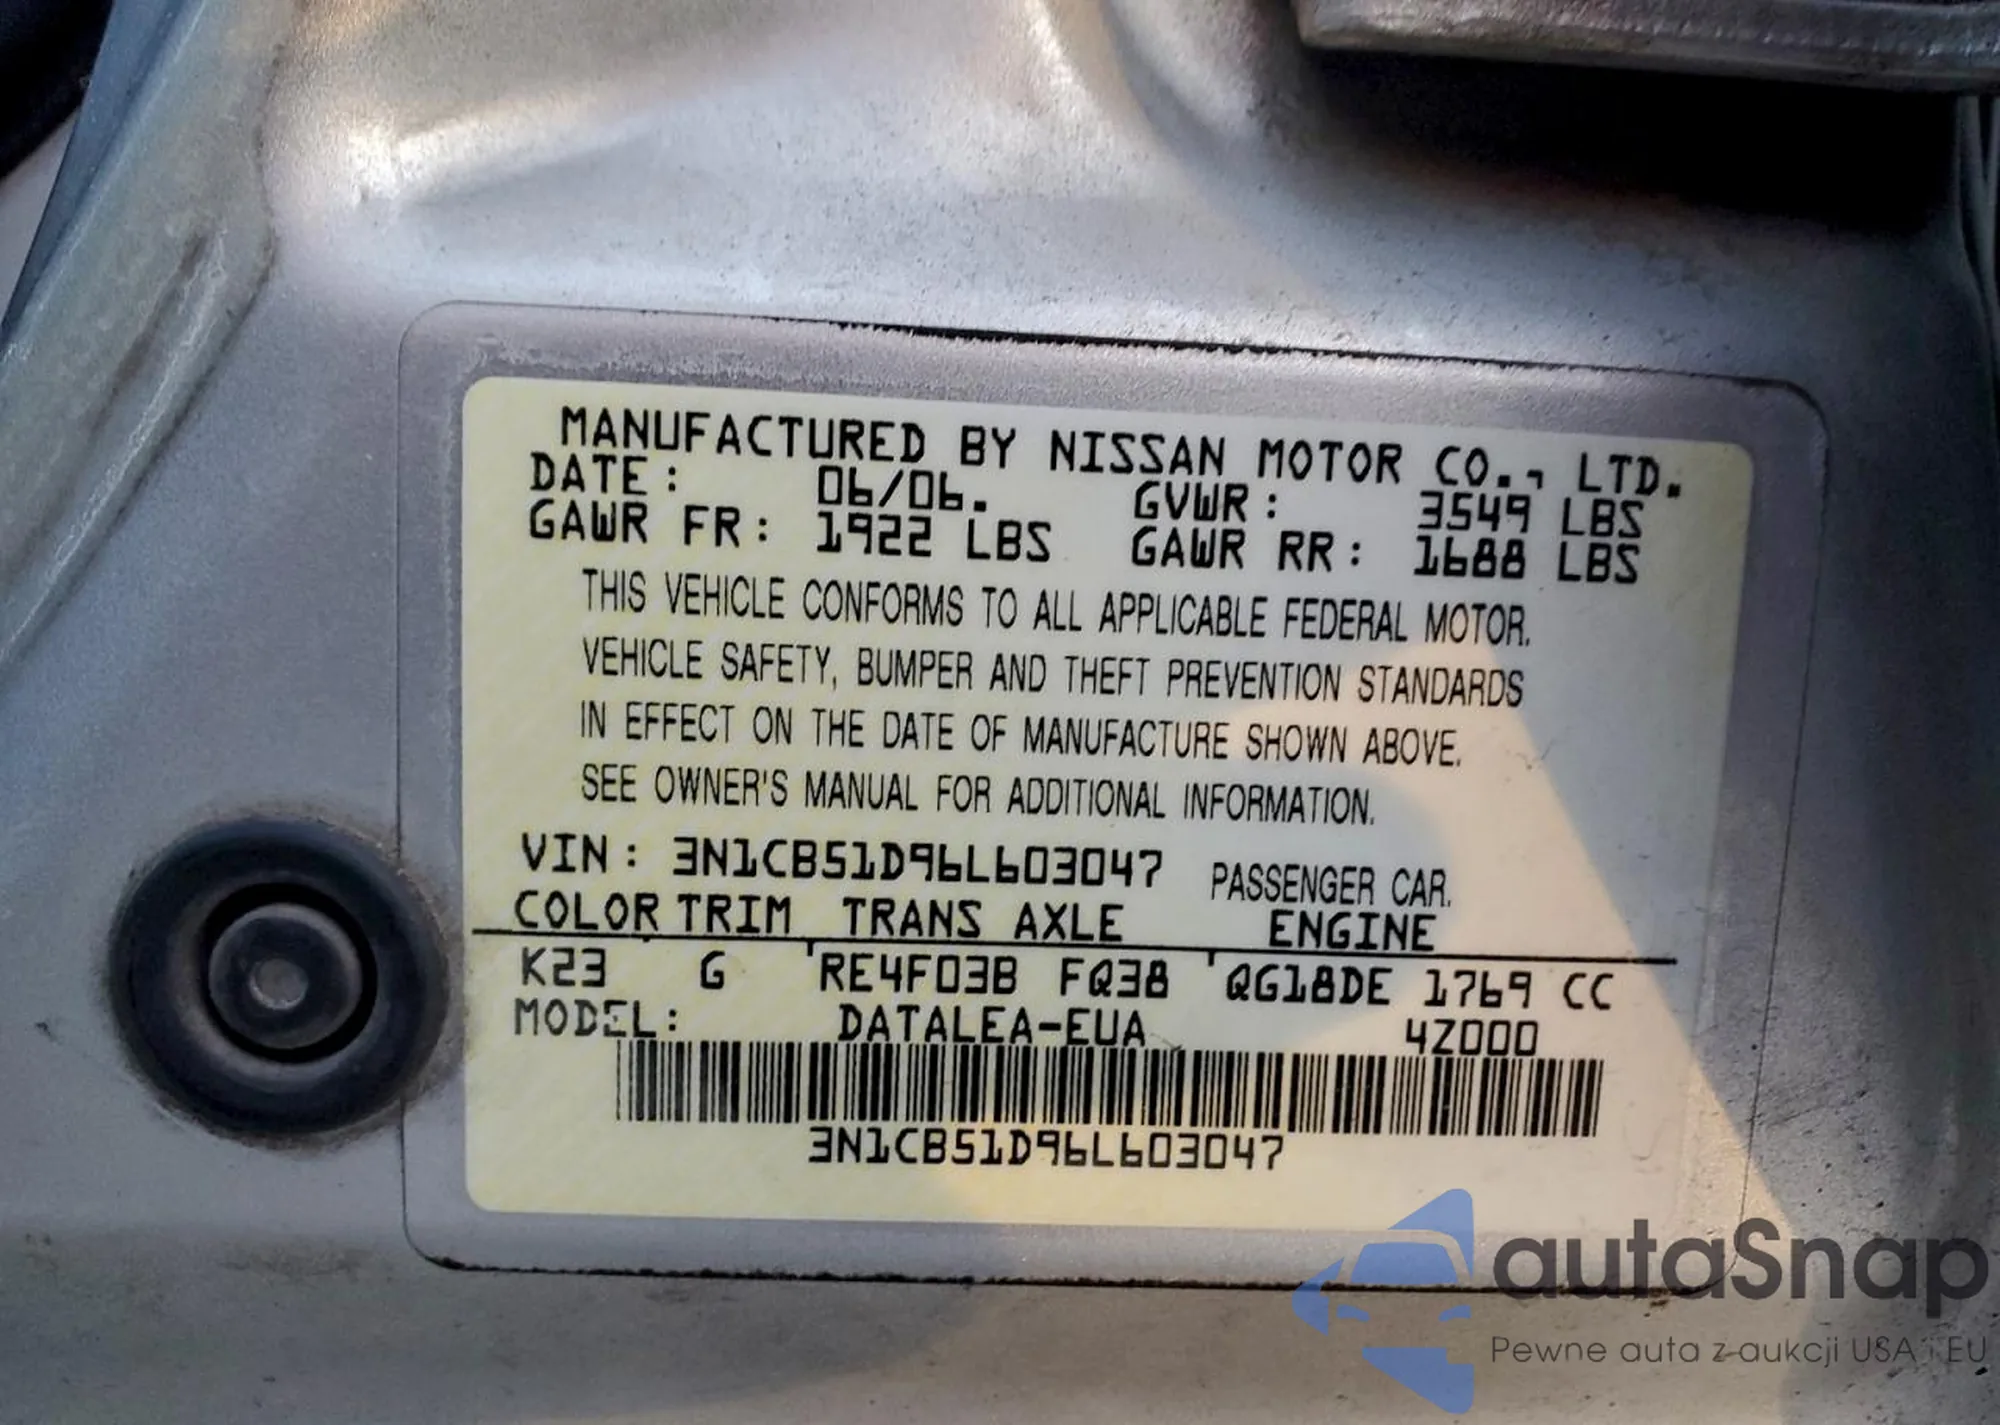 MANUFACTURED BY NISSAN MOTOR CO., LTD.
DATE: 06/06. GVWR: 3549 LBS
GAWR FR: 1922 LBS GAWR RR: 1688 LBS
THIS VEHICLE CONFORMS TO ALL APPLICABLE FEDERAL MOTOR.
VEHICLE SAFETY, BUMPER AND THEFT PREVENTION STANDARDS
IN EFFECT ON THE DATE OF MANUFACTURE SHOWN ABOVE.
SEE OWNER'S MANUAL FOR ADDITIONAL INFORMATION.
VIN: 3N1CB51D96L603047 PASSENGER CAR.
COLOR TRIM TRANS AXLE ENGINE
K23 G RE4F03B FQ38 QG18DE 1769 CC
MODEL: DATALEA-EUA 4Z000
3N1CB51D96L603047
autaSnap
Pewne auta z aukcji USA i EU